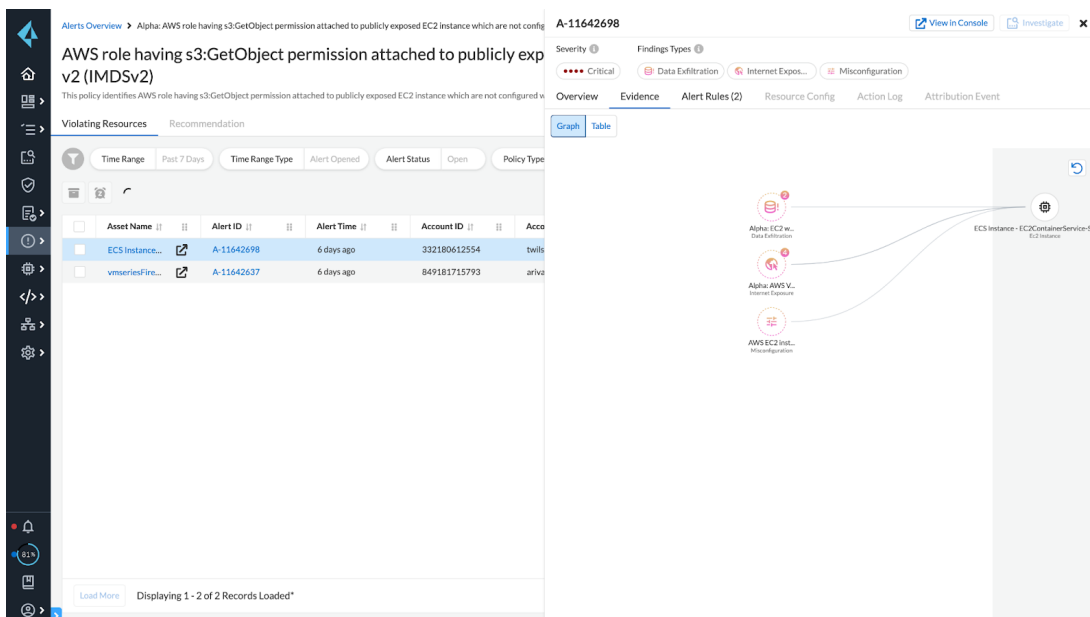 Alerts Overview > Alpha: AWS role having s3:GetObject permission attached to publicly exposed EC2 instance which are not config
AWS role having s3:GetObject permission attached to publicly exp
v2 (IMDSv2)
This policy identifies AWS role having s3:GetObject permission attached to publicly exposed EC2 instance which are not configured w
Violating Resources Recommendation
Time Range Past 7 Days Time Range Type Alert Opened Alert Status Open Policy Type
Asset Name Alert ID Alert Time Account ID Acco
ECS Instance... A-11642698 6 days ago 332180612554 twils
vmseriesFire... A-11642637 6 days ago 849181715793 ariva
Load More Displaying 1 - 2 of 2 Records Loaded*
81%
A-11642698 View in Console Investigate
Severity Findings Types
Critical Data Exfiltration Internet Expos... Misconfiguration
Overview Evidence Alert Rules (2) Resource Config Action Log Attribution Event
Graph Table
2
Alpha: EC2 w...
Data Exfiltration
ECS Instance - EC2ContainerService-S
Ec2 Instance
4
Alpha: AWS V...
Internet Exposure
AWS EC2 inst...
Misconfiguration